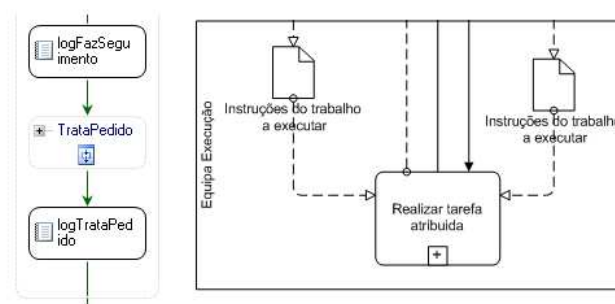 logFazSegu
imento
TrataPedido
logTrataPed
ido
Equipa Execução
Instruções do trabalho
a executar
Instruções do trabalho
a executar
Realizar tarefa
atribuida